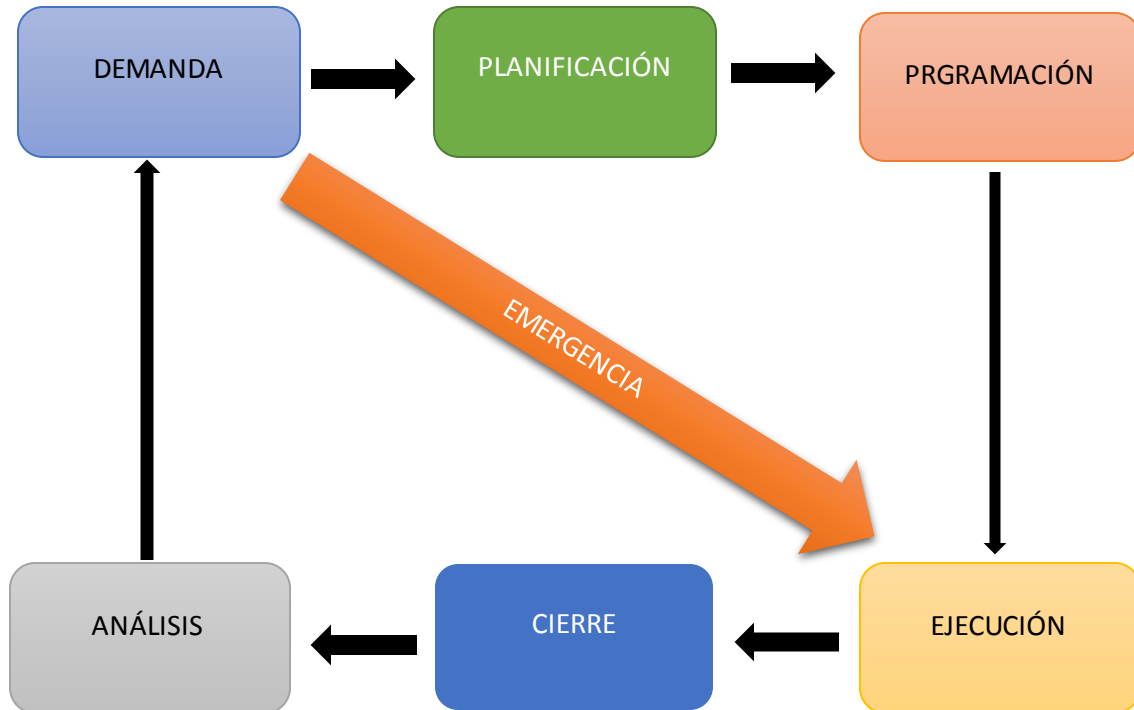 DEMANDA
PLANIFICACIÓN
PRGRAMACIÓN
EMERGENCIA
ANÁLISIS
CIERRE
EJECUCIÓN